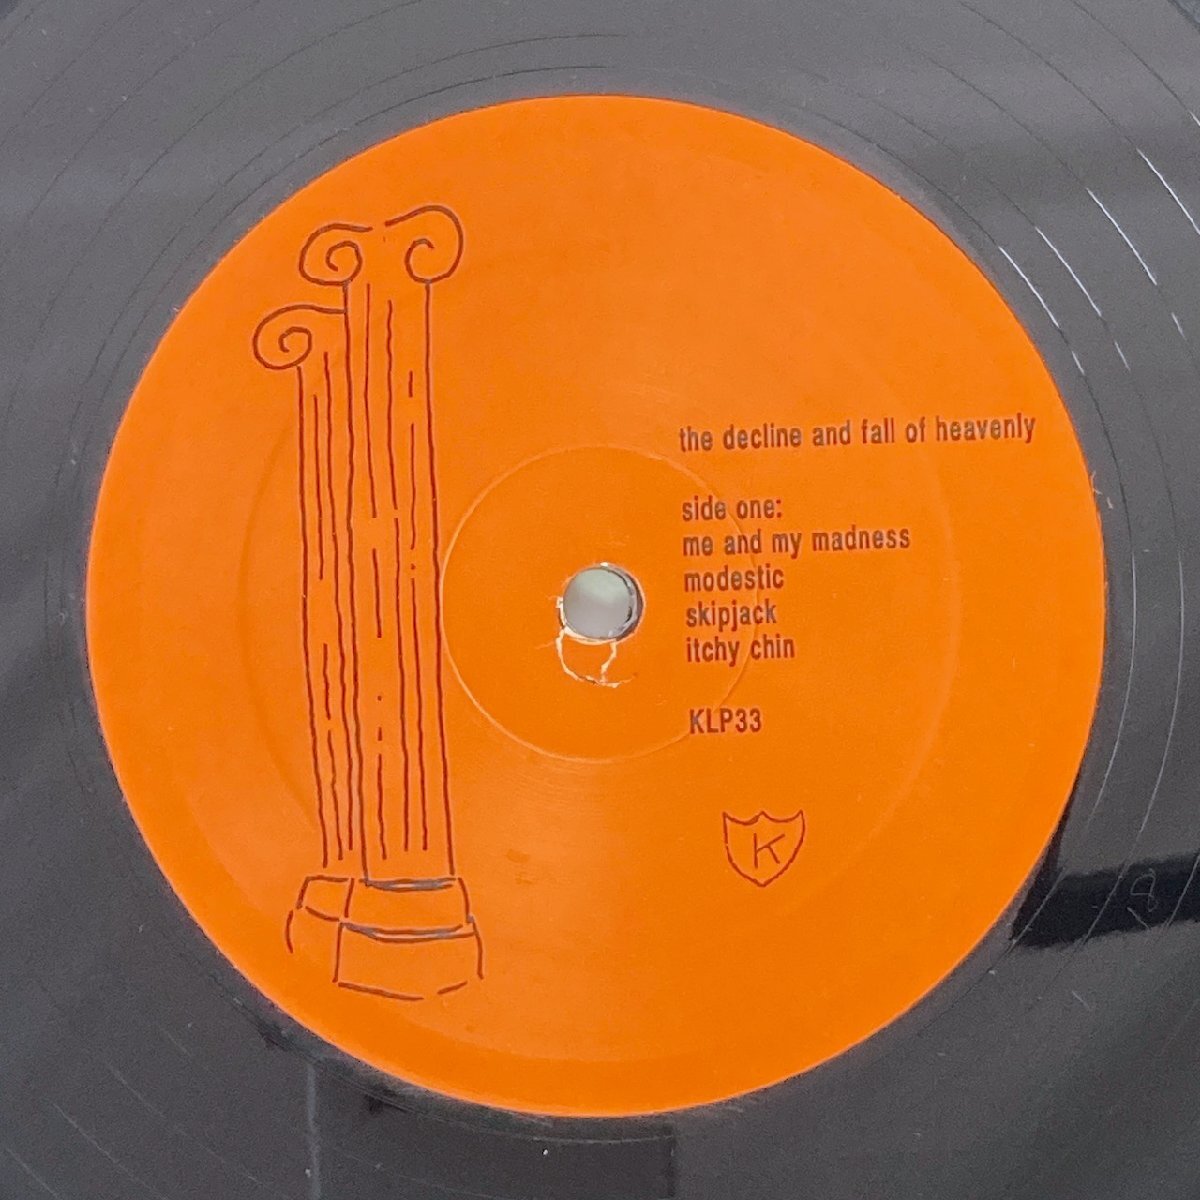 the decline and fall of heavenly
side one:
me and my madness
modestic
skipjack
itchy chin
KLP33
K